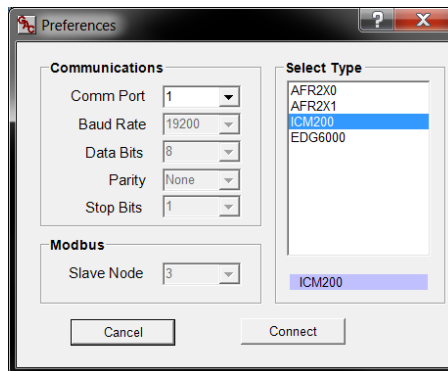 GAC Preferences ? X
Communications
Comm Port 1
Baud Rate 19200
Data Bits 8
Parity None
Stop Bits 1
Modbus
Slave Node 3
Select Type
AFR2X0
AFR2X1
ICM200
EDG6000
ICM200
Cancel Connect